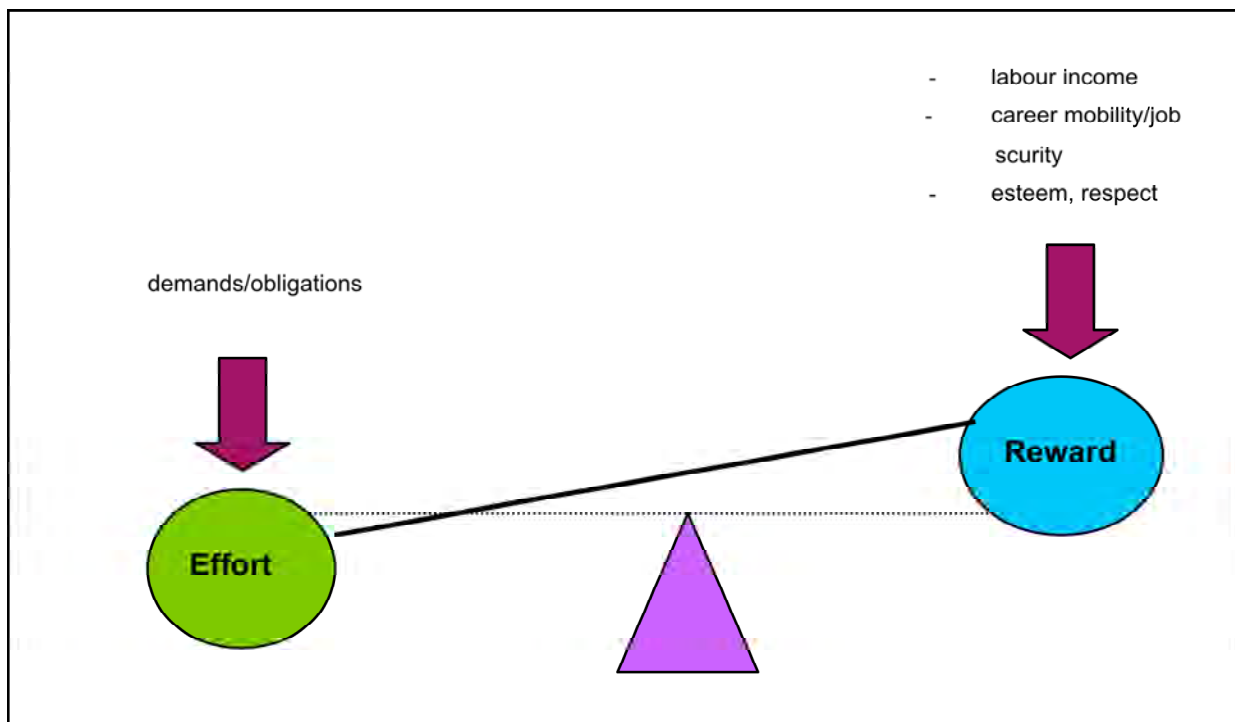 - labour income
- career mobility/job
scurity
- esteem, respect
demands/obligations
Reward
Effort